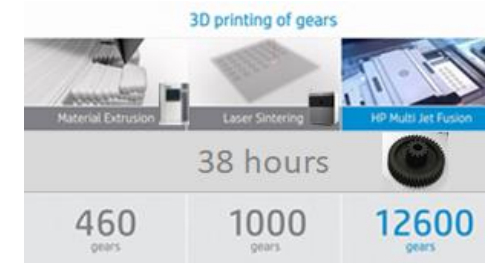 3D printing of gears
Material Extrusion
Laser Sintering
HP Multi Jet Fusion
38 hours
460
gears
1000
gears
12600
gears